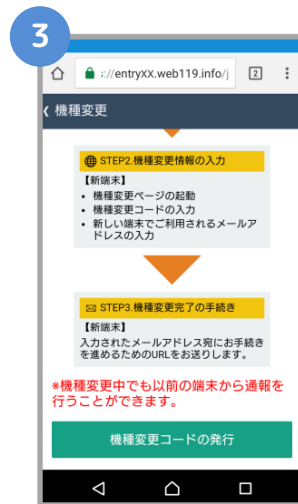 3
://entryXX.web119.info/j
2
機種変更
STEP2.機種変更情報の入力
【新端末】
• 機種変更ページの起動
• 機種変更コードの入力
• 新しい端末でご利用されるメールア
ドレスの入力
STEP3.機種変更完了の手続き
【新端末】
入力されたメールアドレス宛にお手続き
を進めるためのURLをお送りします。
*機種変更中でも以前の端末から通報を
行うことができます。
機種変更コードの発行